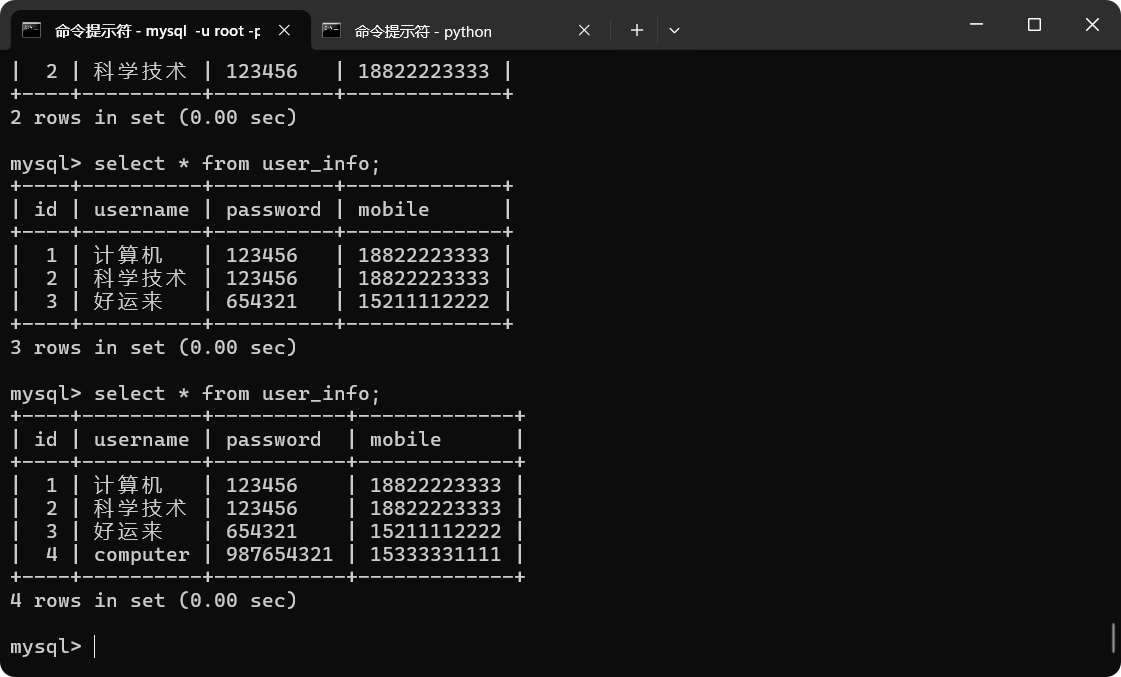 命令提示符 - mysql  -u root -p
命令提示符 - python
|  2 | 科学技术 | 123456   | 18822223333 |
+----+----------+----------+-------------+
2 rows in set (0.00 sec)
mysql> select * from user_info;
+----+----------+----------+-------------+
| id | username | password | mobile      |
+----+----------+----------+-------------+
|  1 | 计算机   | 123456   | 18822223333 |
|  2 | 科学技术 | 123456   | 18822223333 |
|  3 | 好运来   | 654321   | 15211112222 |
+----+----------+----------+-------------+
3 rows in set (0.00 sec)
mysql> select * from user_info;
+----+----------+-----------+-------------+
| id | username | password  | mobile      |
+----+----------+-----------+-------------+
|  1 | 计算机   | 123456    | 18822223333 |
|  2 | 科学技术 | 123456    | 18822223333 |
|  3 | 好运来   | 654321    | 15211112222 |
|  4 | computer | 987654321 | 15333331111 |
+----+----------+-----------+-------------+
4 rows in set (0.00 sec)
mysql>